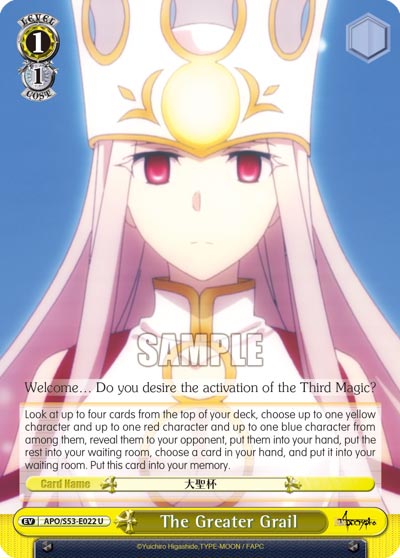 LEVEL
1
1
COST
SAMPLE
Welcome… Do you desire the activation of the Third Magic?
Look at up to four cards from the top of your deck, choose up to one yellow
character and up to one red character and up to one blue character from
among them, reveal them to your opponent, put them into your hand, put the
rest into your waiting room, choose a card in your hand, and put it into your
waiting room. Put this card into your memory.
Card Name 大聖杯
EV APO/S53-E022 U The Greater Grail Apocrypha
©Yuichiro Higashide,TYPE-MOON / FAPC